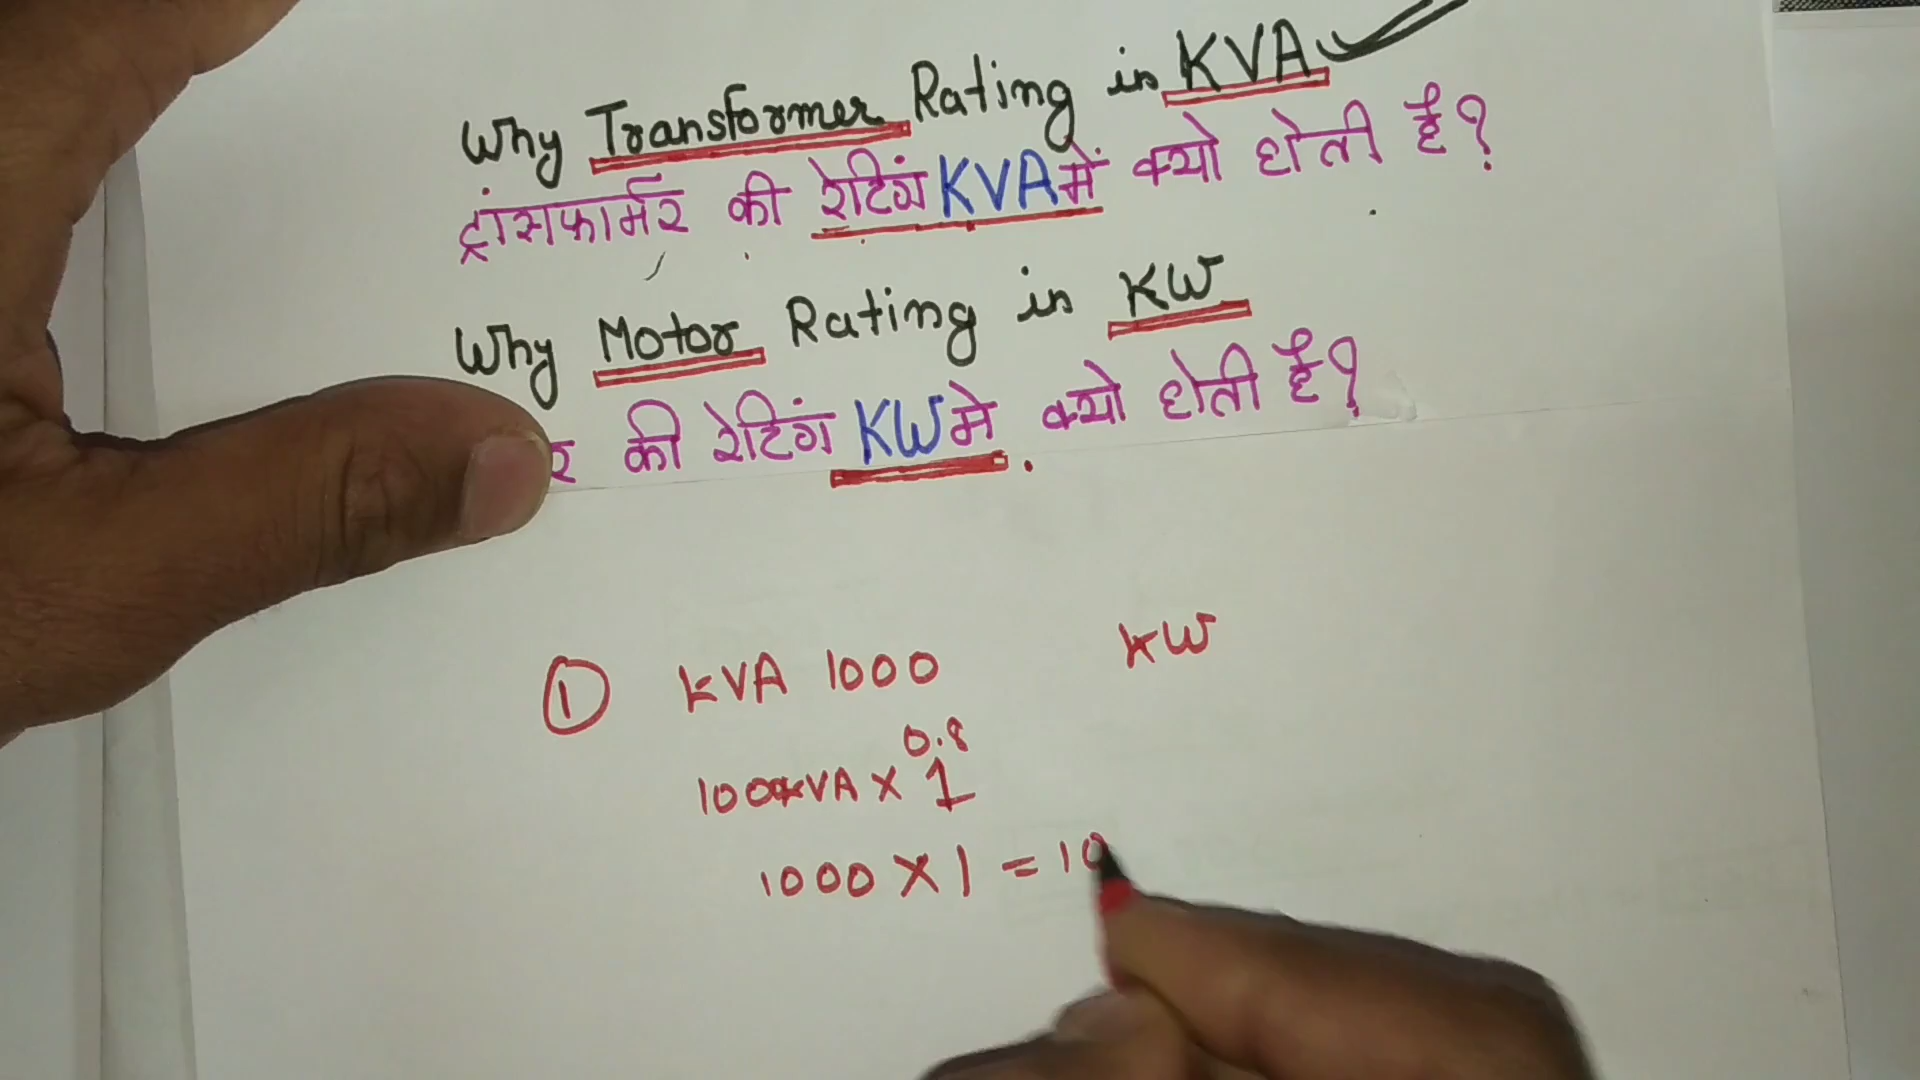 Why Transformer Rating in KVA
ट्रांसफार्मर की रेटिंग KVA में क्यो होती है?
Why Motor Rating in KW
र की रेटिंग KW मे क्यो होती है?
① KVA 1000 KW
0.8
1000KVA × 1
1000 × 1 = 10